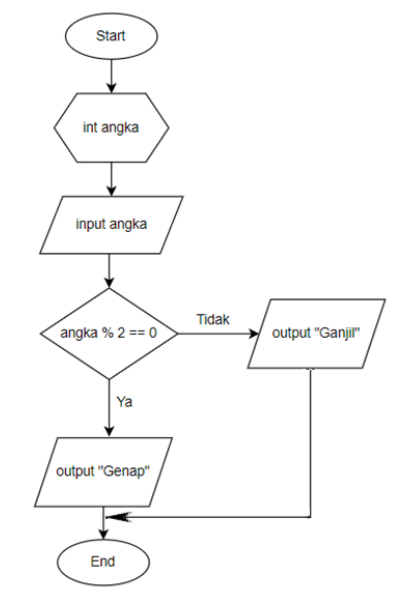 Start
int angka
input angka
angka % 2 == 0
Tidak
output "Ganjil"
Ya
output "Genap"
End